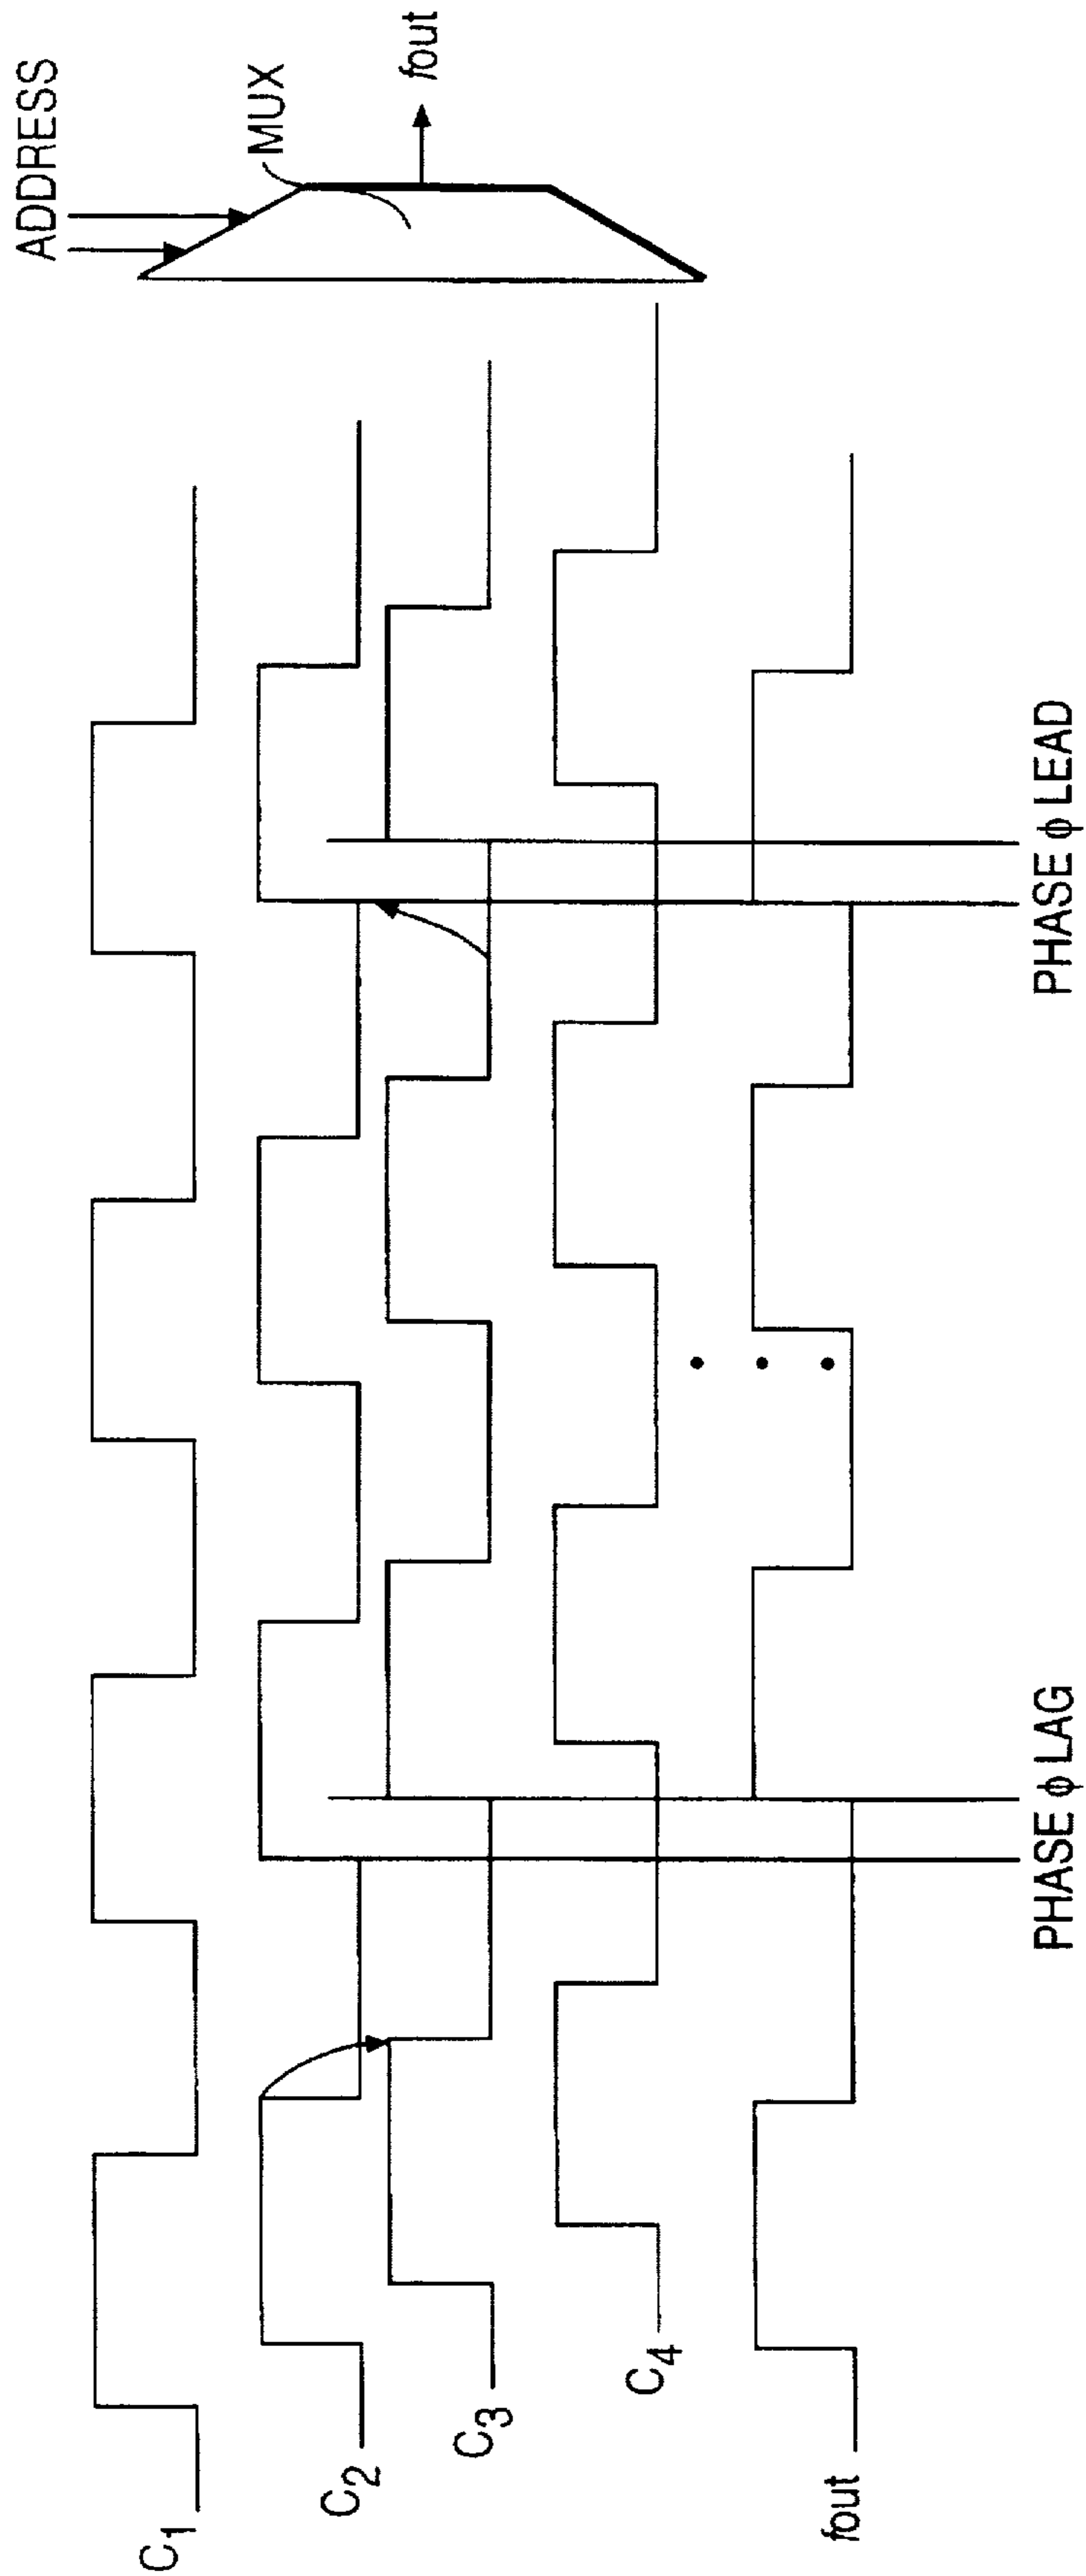 C1
C2
C3
C4
fout
PHASE ϕ LAG
PHASE ϕ LEAD
ADDRESS
MUX
fout